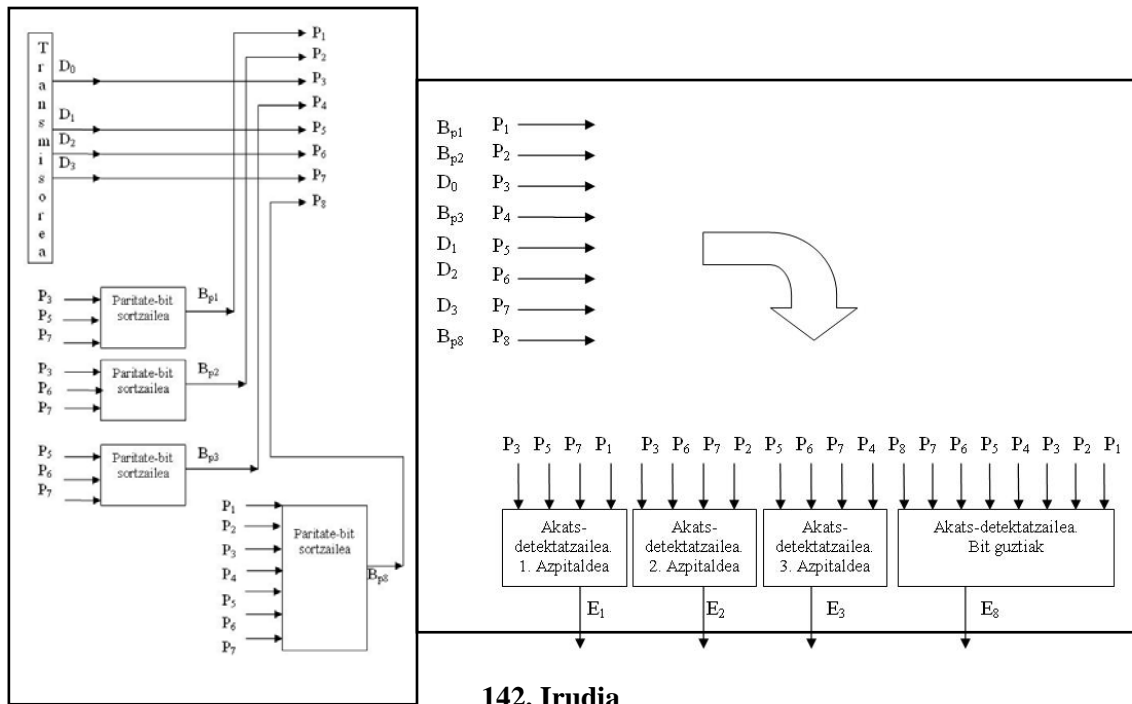 Transmisorea
D0
D1
D2
D3
P1
P2
P3
P4
P5
P6
P7
P8
P3
P5
P7
Paritate-bit
sortzailea
Bp1
P3
P6
P7
Paritate-bit
sortzailea
Bp2
P5
P6
P7
Paritate-bit
sortzailea
Bp3
P1
P2
P3
P4
P5
P6
P7
Paritate-bit
sortzailea
Bp8
Bp1 P1
Bp2 P2
D0 P3
Bp3 P4
D1 P5
D2 P6
D3 P7
Bp8 P8
P3 P5 P7 P1 P3 P6 P7 P2 P5 P6 P7 P4 P8 P7 P6 P5 P4 P3 P2 P1
Akats-
detektatzailea.
1. Azpitaldea
Akats-
detektatzailea.
2. Azpitaldea
Akats-
detektatzailea.
3. Azpitaldea
Akats-detektatzailea.
Bit guztiak
E1 E2 E3 E8
142. Irudia